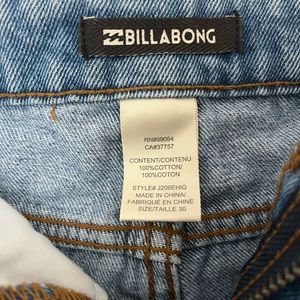 BILLABONG
RN#99054
CA#37757
CONTENT/CONTENU
100%COTTON/
100%COTON
STYLE# J206EHIG
MADE IN CHINA/
FABRIQUÉ EN CHINE
SIZE/TAILLE 30